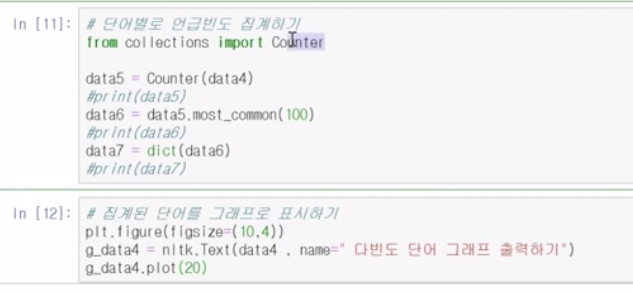 In [11]: # 단어별로 언급빈도 집계하기
from collections import Counter
data5 = Counter(data4)
#print(data5)
data6 = data5.most_common(100)
#print(data6)
data7 = dict(data6)
#print(data7)
In [12]: # 집계된 단어를 그래프로 표시하기
plt.figure(figsize=(10,4))
g_data4 = nltk.Text(data4 , name=" 다빈도 단어 그래프 출력하기")
g_data4.plot(20)